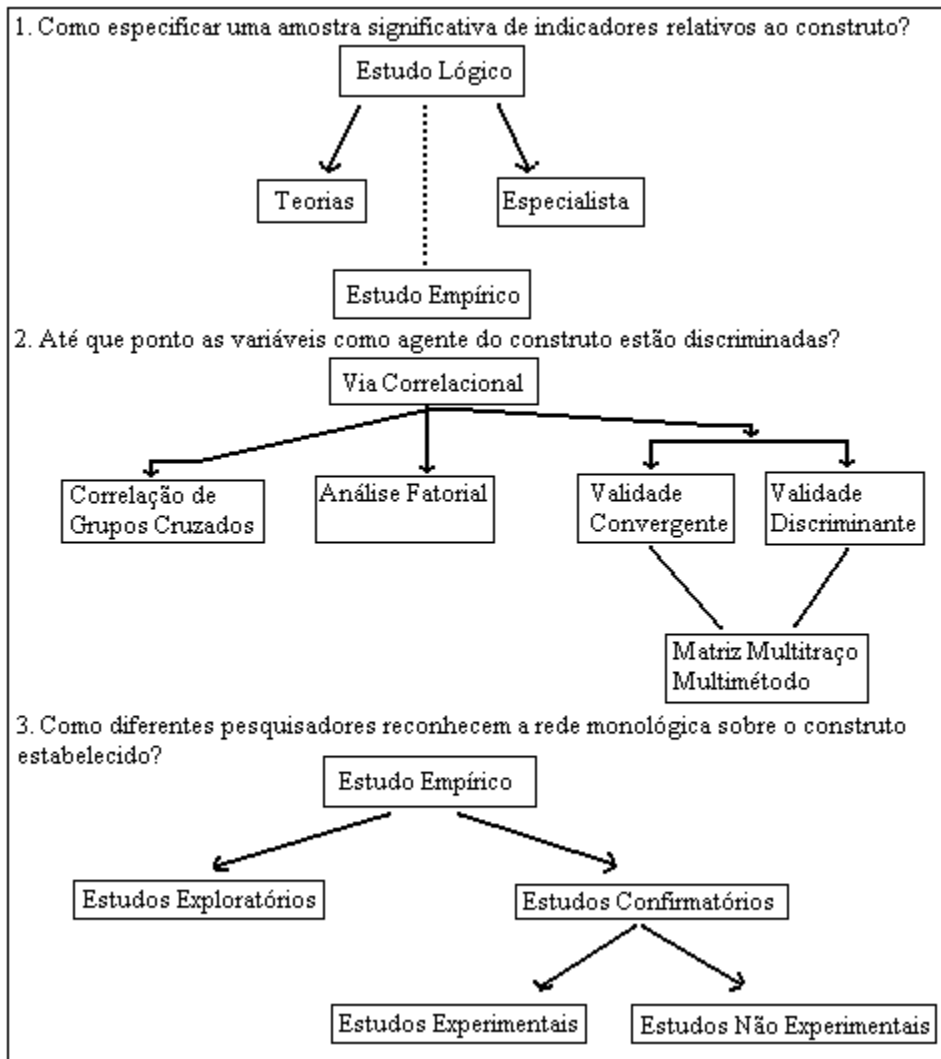 1. Como especificar uma amostra significativa de indicadores relativos ao construto?
Estudo Lógico
Teorias
Especialista
Estudo Empírico
2. Até que ponto as variáveis como agente do construto estão discriminadas?
Via Correlacional
Correlação de
Grupos Cruzados
Análise Fatorial
Validade
Convergente
Validade
Discriminante
Matriz Multitraço
Multimétodo
3. Como diferentes pesquisadores reconhecem a rede monológica sobre o construto
estabelecido?
Estudo Empírico
Estudos Exploratórios
Estudos Confirmatórios
Estudos Experimentais
Estudos Não Experimentais